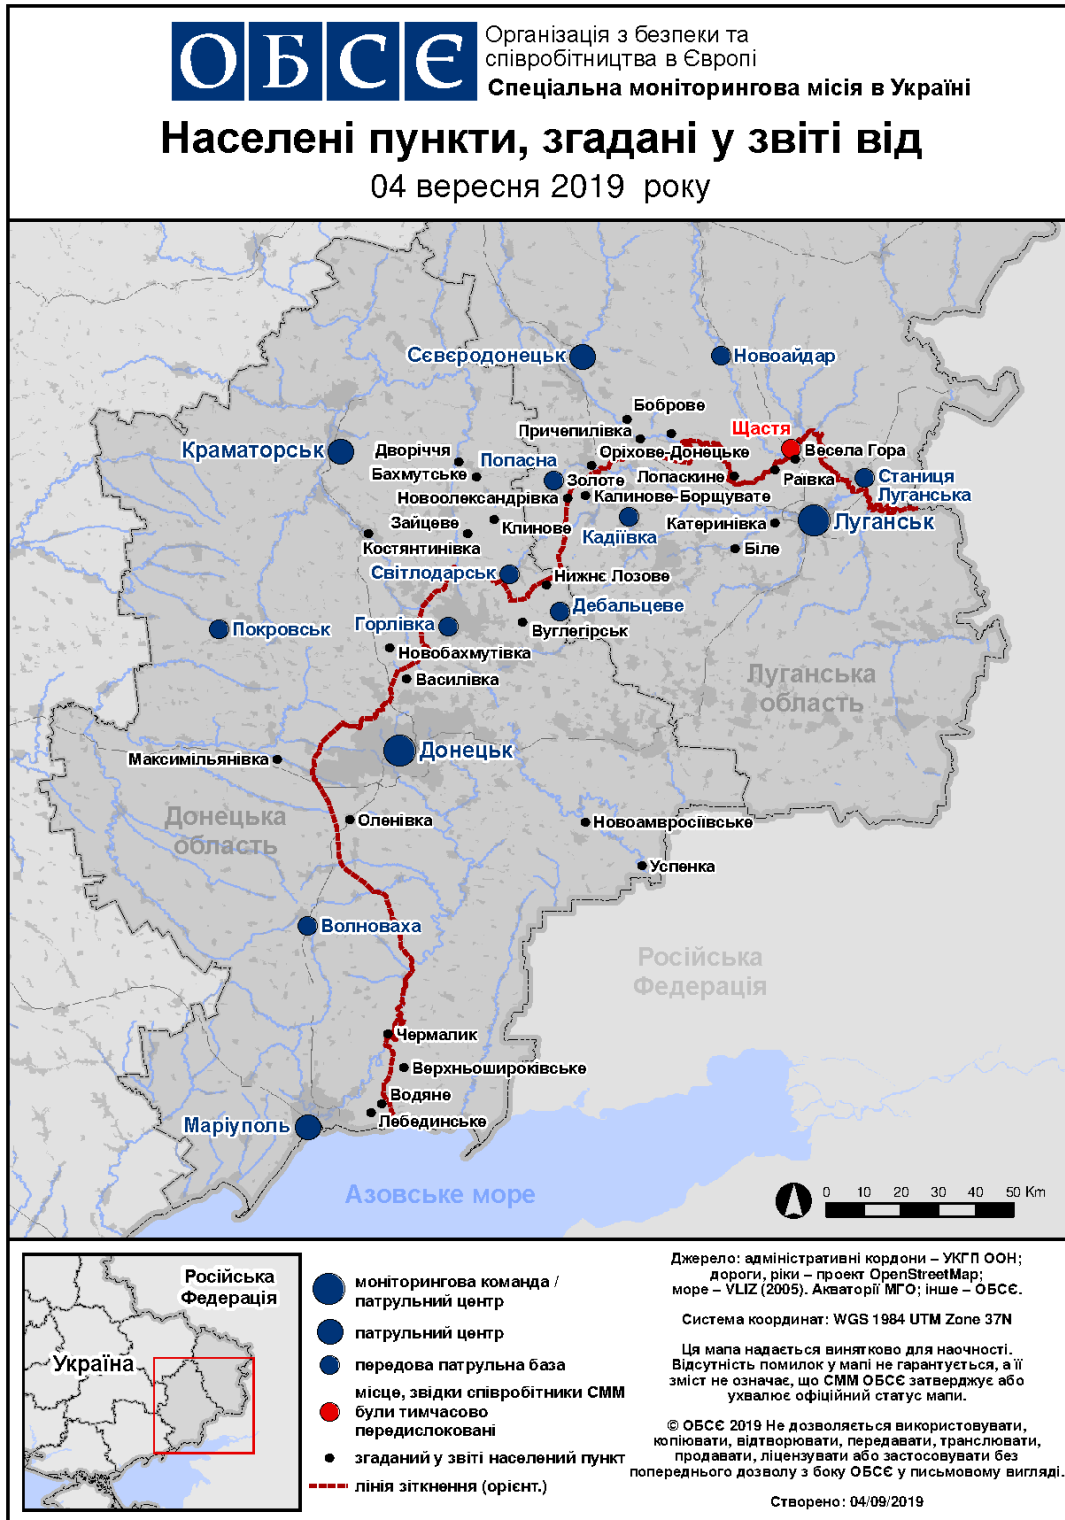 ОБСЄ
Організація з безпеки та
співробітництва в Європі
Спеціальна моніторингова місія в Україні
Населені пункти, згадані у звіті від
04 вересня 2019 року
Сєвєродонецьк
Новоайдар
Боброве
Причепилівка
Щастя
Краматорськ
Дворіччя
Оріхове-Донецьке
Весела Гора
Бахмутське
Попасна
Золоте
Лопаскине
Раївка
Станиця
Луганська
Новоолександрівка
Калинове-Борщувате
Зайцеве
Клинове
Кадіївка
Катеринівка
Луганськ
Костянтинівка
Біле
Світлодарськ
Нижнє Лозове
Дебальцеве
Покровськ
Горлівка
Вуглегірськ
Новобахмутівка
Василівка
Луганська
область
Донецьк
Максимільянівка
Донецька
область
Оленівка
Новоамвросіївське
Успенка
Волноваха
Російська
Федерація
Чермалик
Верхньошироківське
Водяне
Лебединське
Маріуполь
Азовське море
0 10 20 30 40 50 Km
Російська
Федерація
Україна
моніторингова команда /
патрульний центр
патрульний центр
передова патрульна база
місце, звідки співробітники СММ
були тимчасово
передислоковані
згаданий у звіті населений пункт
лінія зіткнення (орієнт.)
Джерело: адміністративні кордони – УКГП ООН;
дороги, ріки – проект OpenStreetMap;
море – VLIZ (2005). Акваторії МГО; інше – ОБСЄ.
Система координат: WGS 1984 UTM Zone 37N
Ця мапа надається винятково для наочності.
Відсутність помилок у мапі не гарантується, а її
зміст не означає, що СММ ОБСЄ затверджує або
ухвалює офіційний статус мапи.
© ОБСЄ 2019 Не дозволяється використовувати,
копіювати, відтворювати, передавати, транслювати,
продавати, ліцензувати або застосовувати без
попереднього дозволу з боку ОБСЄ у письмовому вигляді.
Створено: 04/09/2019